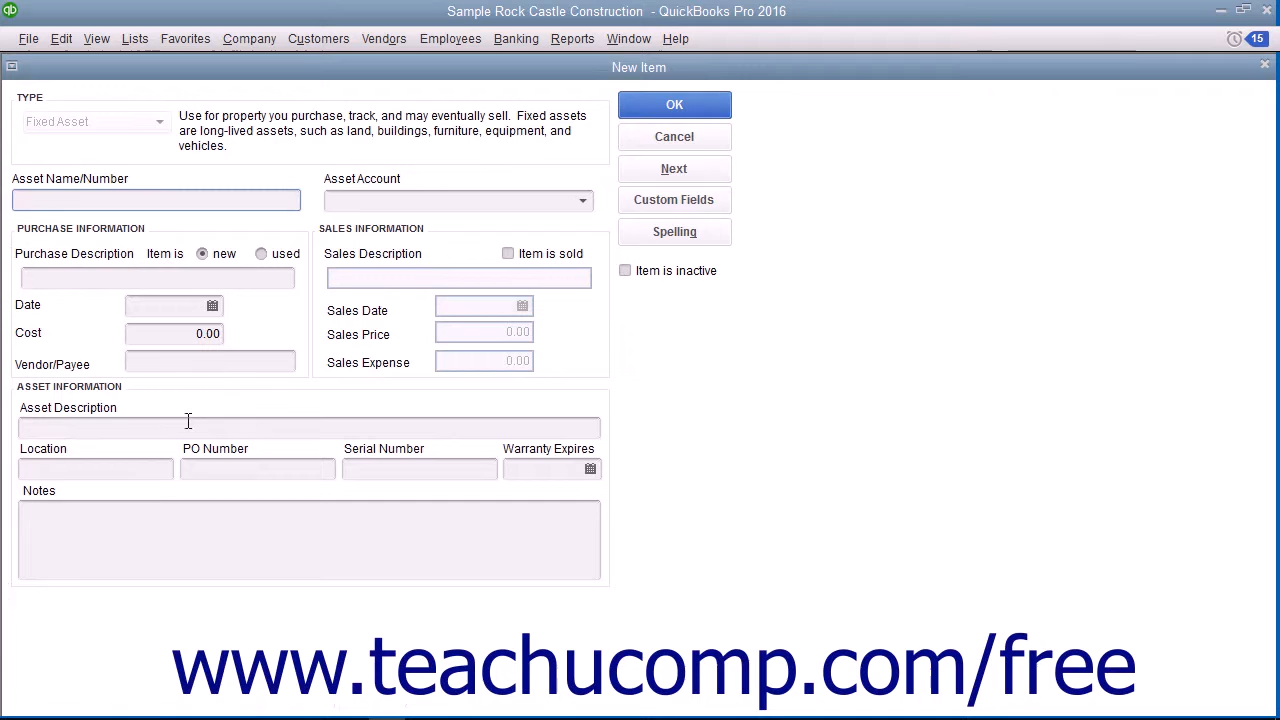 Sample Rock Castle Construction - QuickBooks Pro 2016
File Edit View Lists Favorites Company Customers Vendors Employees Banking Reports Window Help 15
New Item
TYPE
Fixed Asset
Use for property you purchase, track, and may eventually sell. Fixed assets
are long-lived assets, such as land, buildings, furniture, equipment, and
vehicles.
OK
Cancel
Next
Custom Fields
Spelling
Item is inactive
Asset Name/Number
Asset Account
PURCHASE INFORMATION
Purchase Description Item is new used
Date
Cost 0.00
Vendor/Payee
SALES INFORMATION
Sales Description Item is sold
Sales Date
Sales Price 0.00
Sales Expense 0.00
ASSET INFORMATION
Asset Description
Location PO Number Serial Number Warranty Expires
Notes
www.teachucomp.com/free